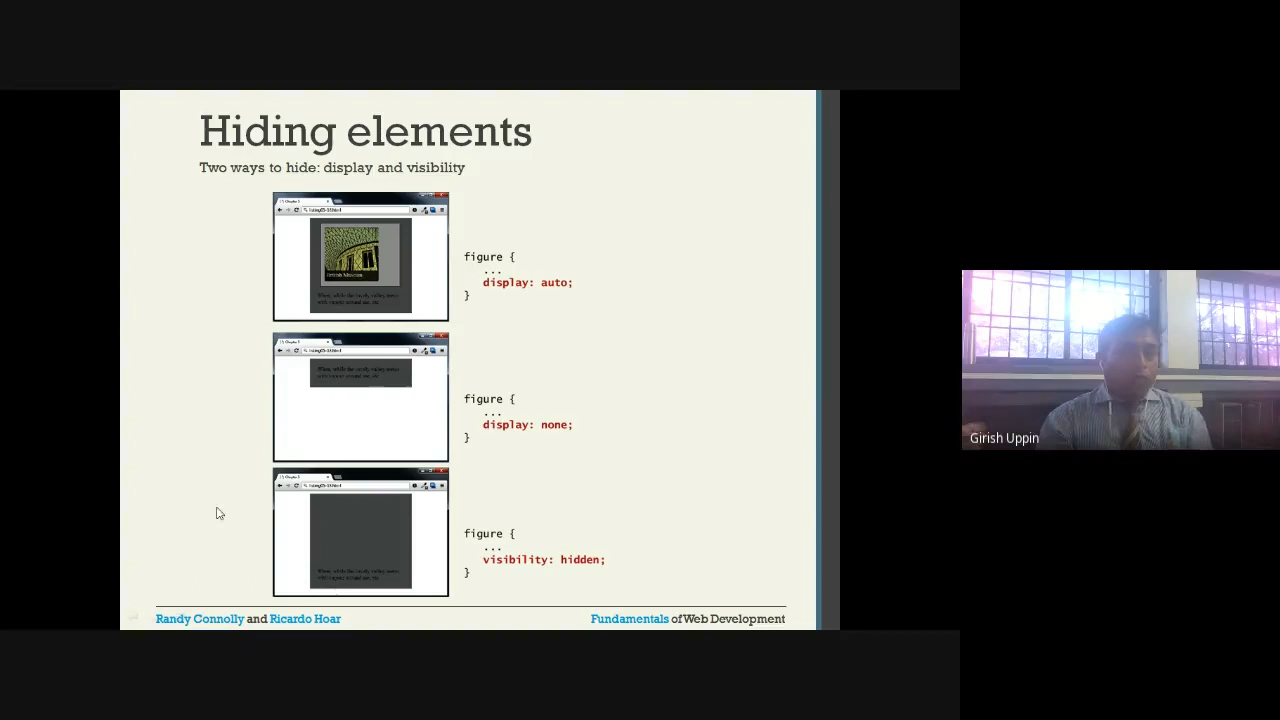 Hiding elements
Two ways to hide: display and visibility
figure {
...
display: auto;
}
figure {
...
display: none;
}
figure {
...
visibility: hidden;
}
Randy Connolly and Ricardo Hoar
Fundamentals of Web Development
Girish Uppin